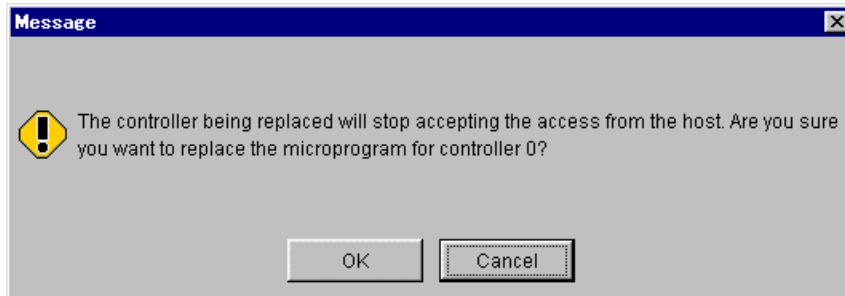 Message
The controller being replaced will stop accepting the access from the host. Are you sure
you want to replace the microprogram for controller 0?
OK
Cancel